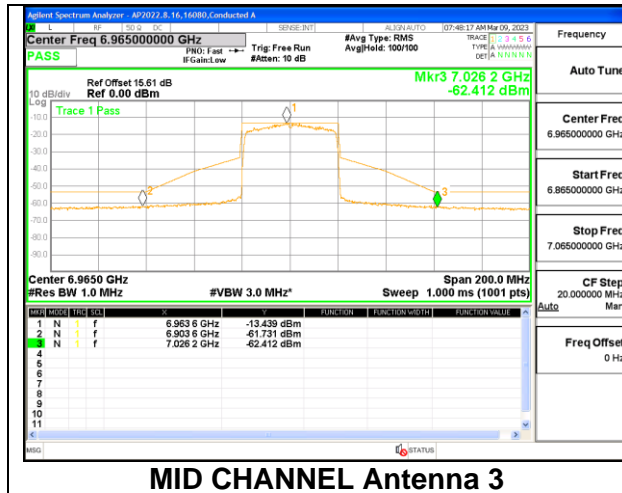 Agilent Spectrum Analyzer - AP2022.8.16,16080,Conducted A
L RF 50 Ω DC SENSE:INT ALIGN AUTO 07:48:17 AM Mar 09, 2023
Center Freq 6.965000000 GHz
PASS
PNO: Fast
IFGain:Low
Trig: Free Run
#Atten: 10 dB
#Avg Type: RMS
Avg|Hold: 100/100
TRACE 1 2 3 4 5 6
TYPE A WWWWW
DET A N N N N N
Ref Offset 15.61 dB
10 dB/div Ref 0.00 dBm
Mkr3 7.026 2 GHz
-62.412 dBm
Log
Trace 1 Pass
-10.0
-20.0
-30.0
-40.0
-50.0
-60.0
-70.0
-80.0
-90.0
1
2
3
Center 6.9650 GHz Span 200.0 MHz
#Res BW 1.0 MHz #VBW 3.0 MHz* Sweep 1.000 ms (1001 pts)
MKR MODE TRC SCL X Y FUNCTION FUNCTION WIDTH FUNCTION VALUE
1 N 1 f 6.963 6 GHz -13.439 dBm
2 N 1 f 6.903 6 GHz -61.731 dBm
3 N 1 f 7.026 2 GHz -62.412 dBm
4
5
6
7
8
9
10
11
MSG STATUS
Frequency
Auto Tune
Center Freq
6.965000000 GHz
Start Freq
6.865000000 GHz
Stop Freq
7.065000000 GHz
CF Step
20.000000 MHz
Auto Man
Freq Offset
0 Hz
MID CHANNEL Antenna 3